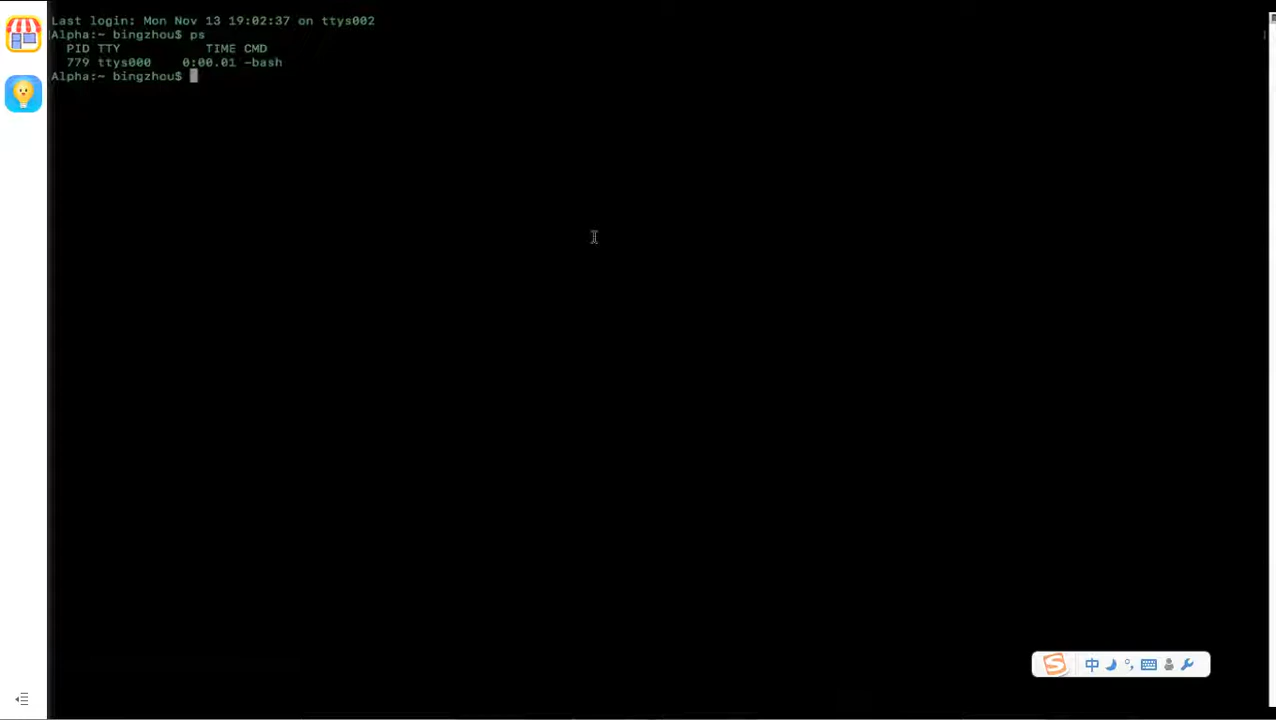 Last login: Mon Nov 13 19:02:37 on ttys002
Alpha:~ bingzhou$ ps
  PID TTY           TIME CMD
  779 ttys000    0:00.01 -bash
Alpha:~ bingzhou$
中